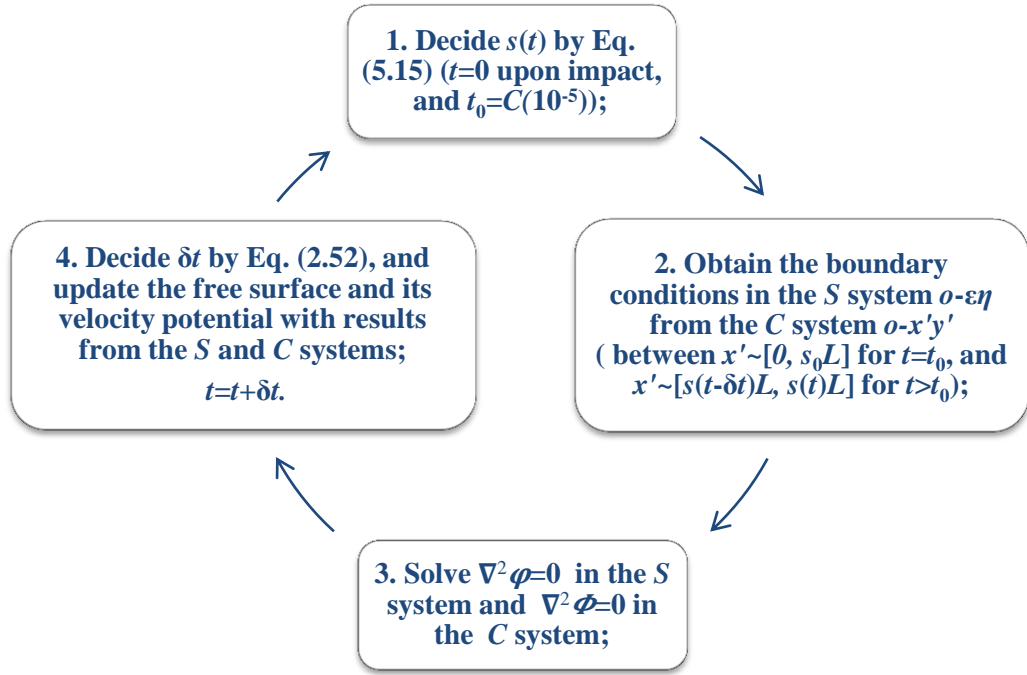 1. Decide s(t) by Eq.
(5.15) (t=0 upon impact,
and t₀=C(10⁻⁵));
2. Obtain the boundary
conditions in the S system o-εη
from the C system o-x'y'
( between x'~[0, s₀L] for t=t₀, and
x'~[s(t-δt)L, s(t)L] for t>t₀);
3. Solve ∇²φ=0 in the S
system and ∇²Φ=0 in
the C system;
4. Decide δt by Eq. (2.52), and
update the free surface and its
velocity potential with results
from the S and C systems;
t=t+δt.